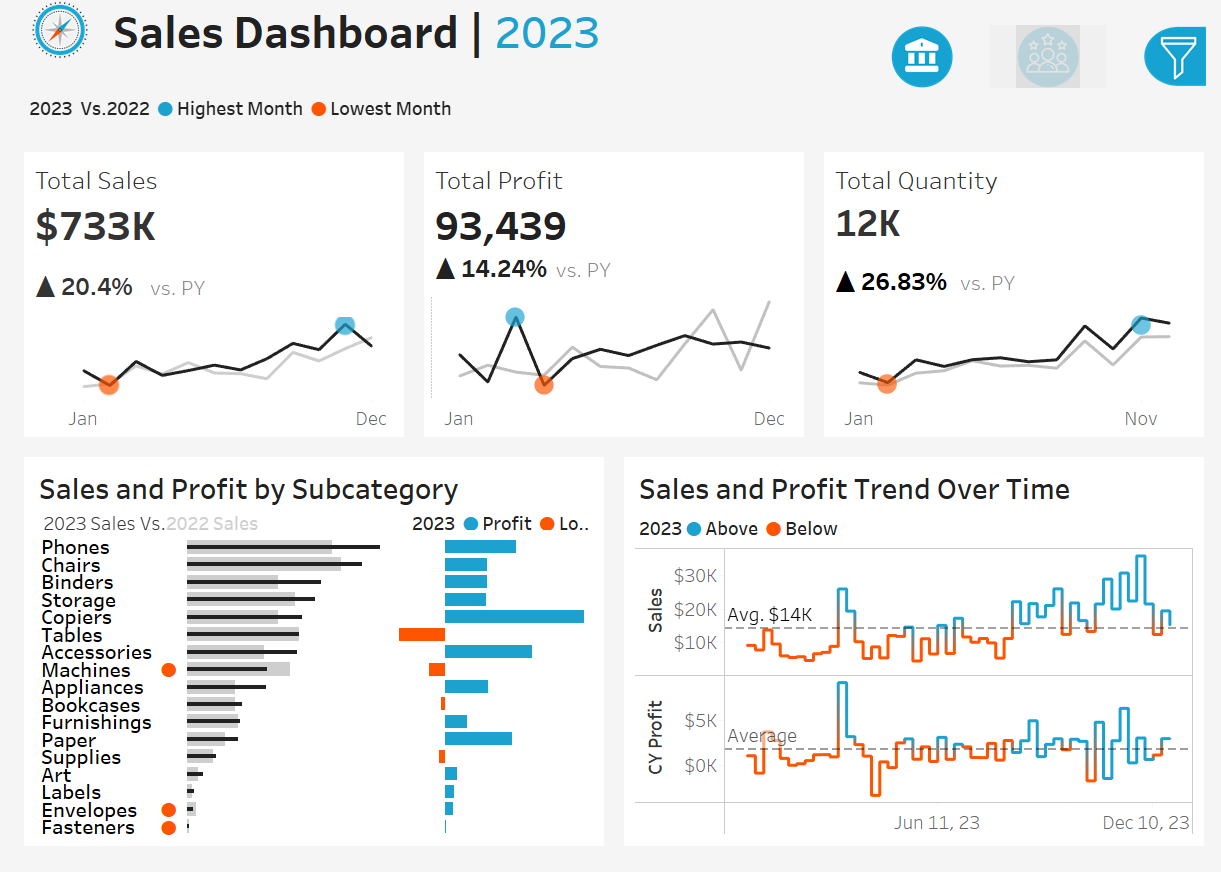 Sales Dashboard | 2023
2023 Vs.2022 Highest Month Lowest Month
Total Sales
$733K
▲ 20.4% vs. PY
Jan Dec
Total Profit
93,439
▲ 14.24% vs. PY
Jan Dec
Total Quantity
12K
▲ 26.83% vs. PY
Jan Nov
Sales and Profit by Subcategory
2023 Sales Vs.2022 Sales 2023 Profit Lo..
Phones
Chairs
Binders
Storage
Copiers
Tables
Accessories
Machines
Appliances
Bookcases
Furnishings
Paper
Supplies
Art
Labels
Envelopes
Fasteners
Sales and Profit Trend Over Time
2023 Above Below
Sales
$30K
$20K
$10K
Avg. $14K
CY Profit
$5K
$0K
Average
Jun 11, 23 Dec 10, 23